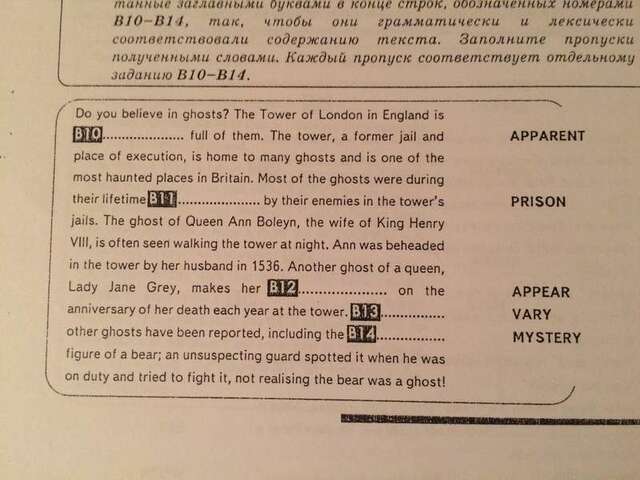 танные заглавными буквами в конце строк, обозначенных номерами
B10–B14, так, чтобы они грамматически и лексически
соответствовали содержанию текста. Заполните пропуски
полученными словами. Каждый пропуск соответствует отдельному
заданию B10–B14.
Do you believe in ghosts? The Tower of London in England is
B10.................... full of them. The tower, a former jail and APPARENT
place of execution, is home to many ghosts and is one of the
most haunted places in Britain. Most of the ghosts were during
their lifetime B11..................... by their enemies in the tower's PRISON
jails. The ghost of Queen Ann Boleyn, the wife of King Henry
VIII, is often seen walking the tower at night. Ann was beheaded
in the tower by her husband in 1536. Another ghost of a queen,
Lady Jane Grey, makes her B12...................... on the APPEAR
anniversary of her death each year at the tower. B13................ VARY
other ghosts have been reported, including the B14................. MYSTERY
figure of a bear; an unsuspecting guard spotted it when he was
on duty and tried to fight it, not realising the bear was a ghost!